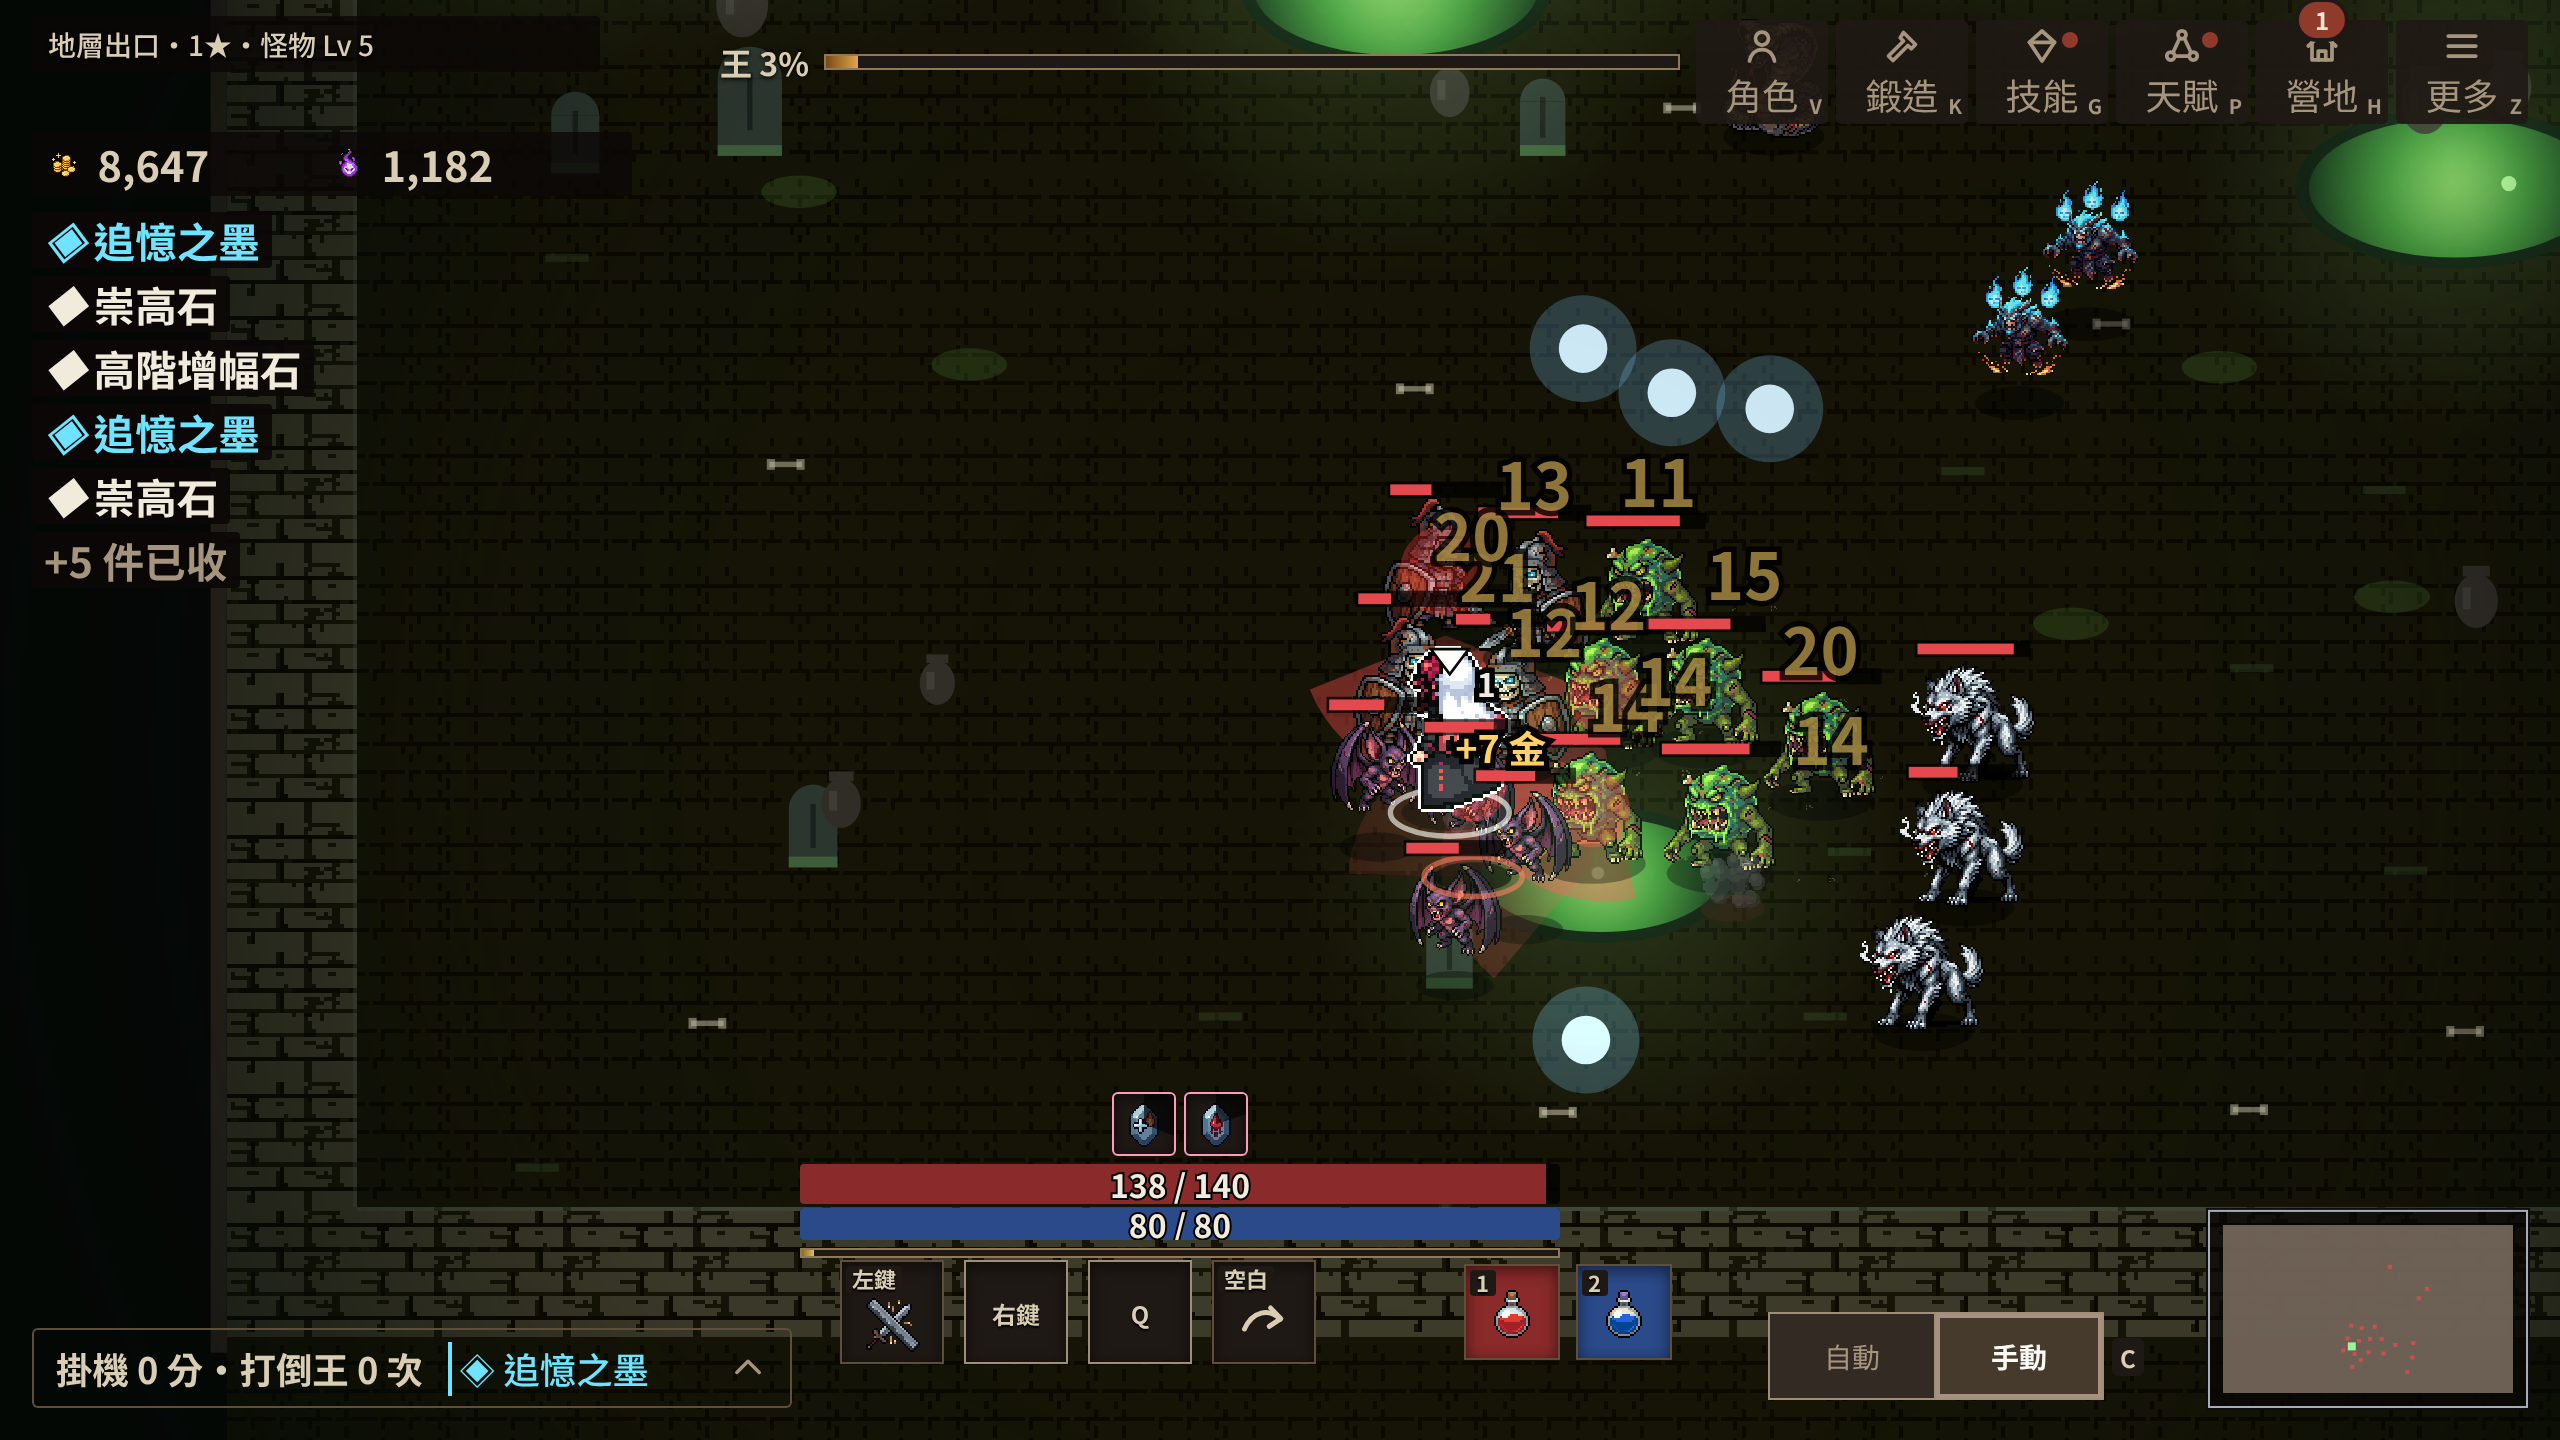 地層出口・1★・怪物 Lv 5
王 3%
角色 V
鍛造 K
技能 G
天賦 P
1
營地 H
更多 Z
8,647
1,182
追憶之墨
崇高石
高階增幅石
追憶之墨
崇高石
+5 件已收
13
11
20
21
15
12
12
20
14
14
14
1
+7 金
138 / 140
80 / 80
左鍵
右鍵
Q
空白
1
2
掛機 0 分・打倒王 0 次
追憶之墨
自動
手動
C